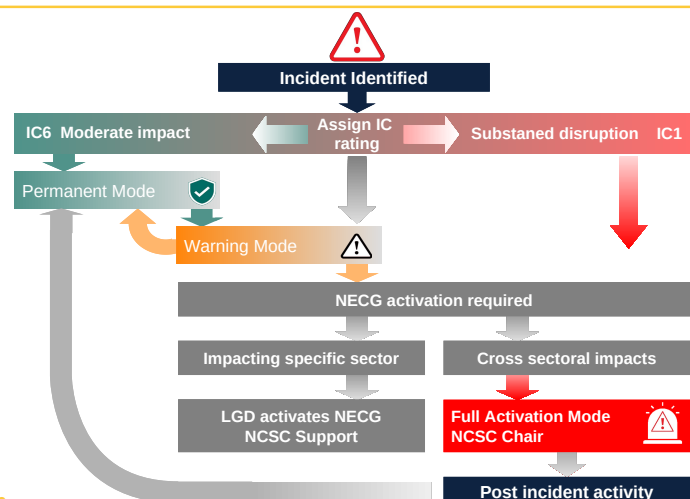 Incident Identified
IC6 Moderate impact
Assign IC
rating
Substaned disruption IC1
Permanent Mode
Warning Mode
NECG activation required
Impacting specific sector
Cross sectoral impacts
LGD activates NECG
NCSC Support
Full Activation Mode
NCSC Chair
Post incident activity